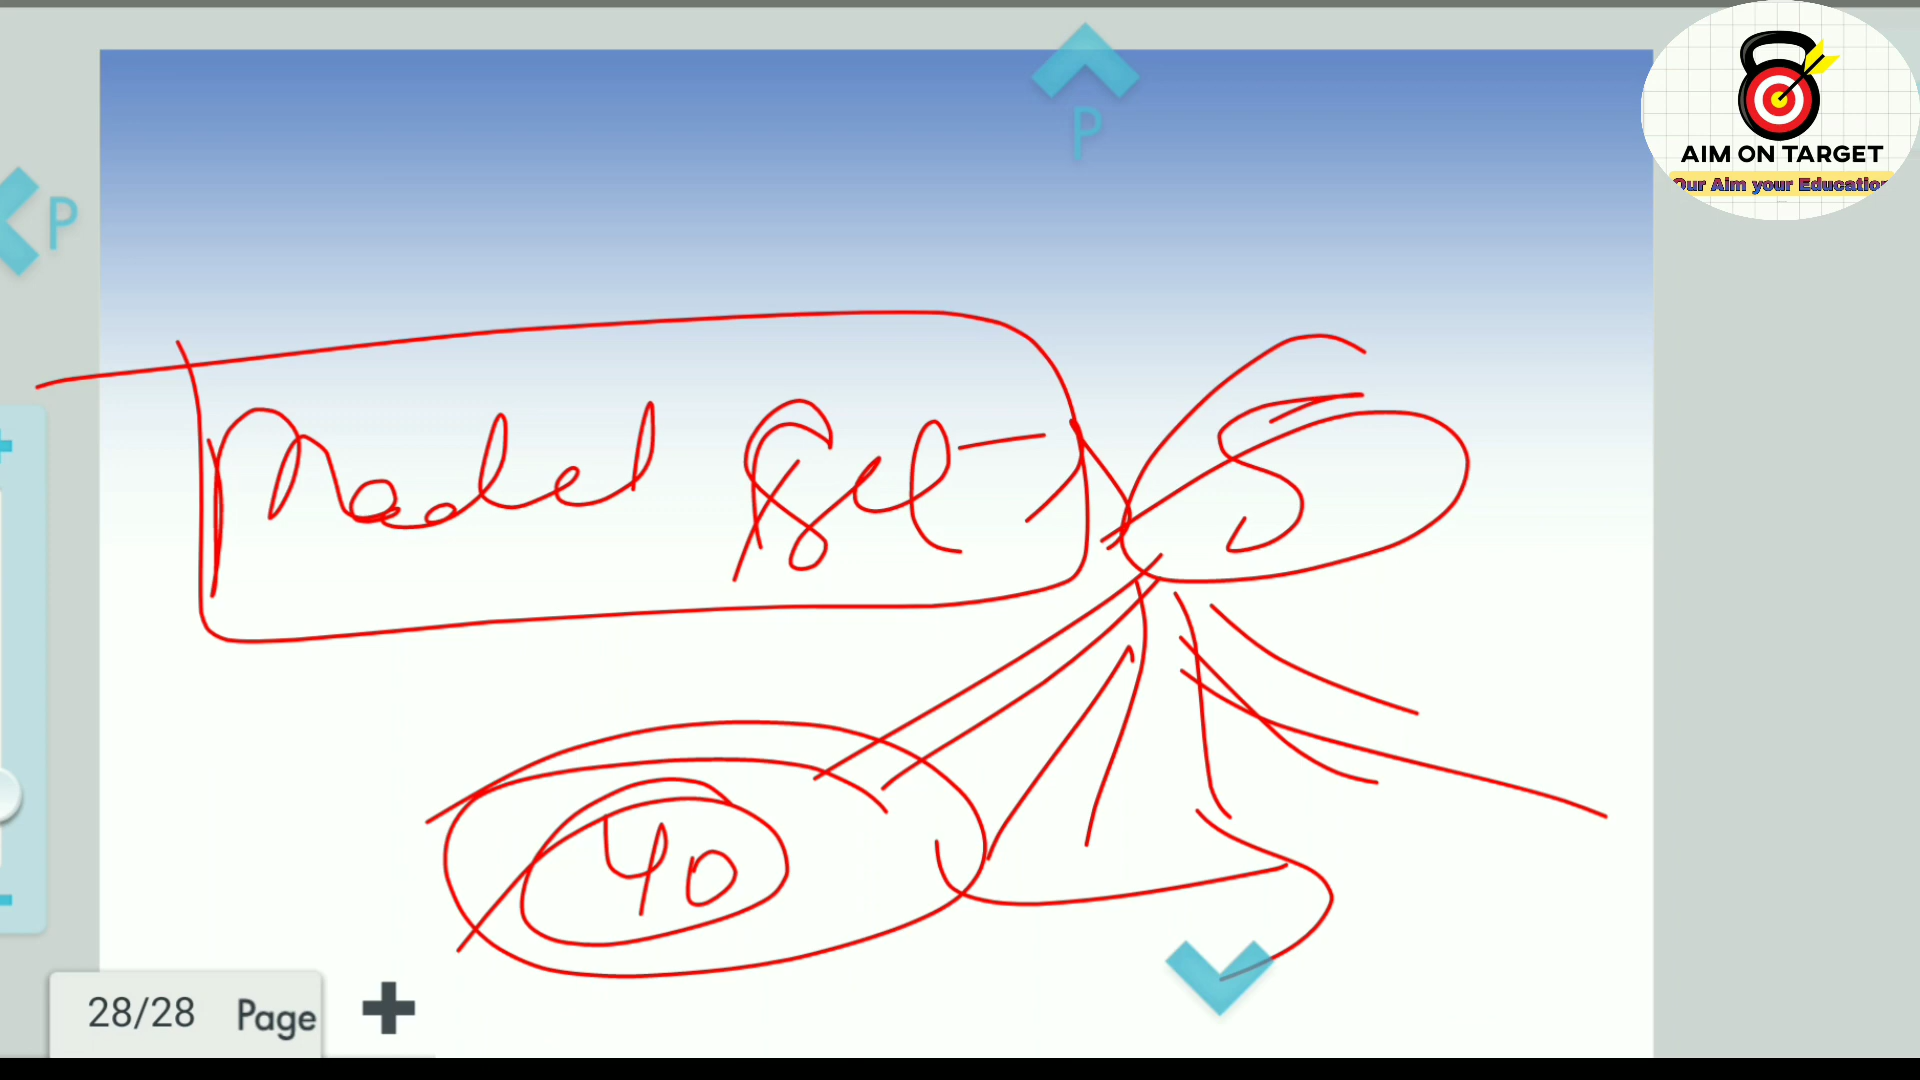 P
AIM ON TARGET
Our Aim your Education
P
Model Set - 5
40
28/28 Page